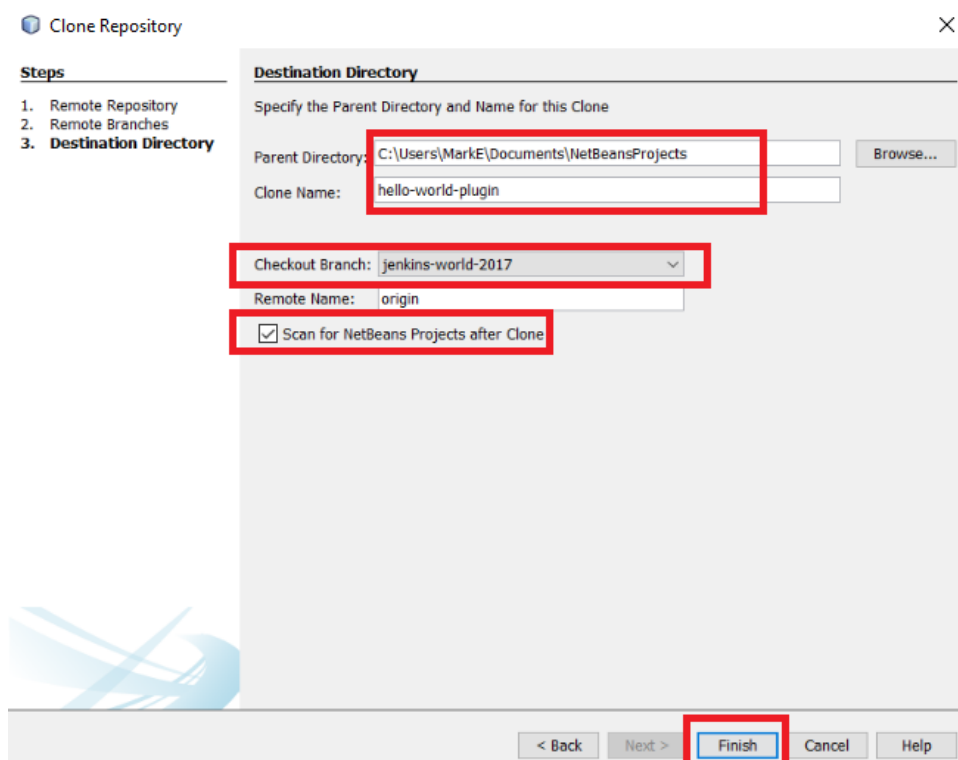 Clone Repository
Steps
1. Remote Repository
2. Remote Branches
3. Destination Directory
Destination Directory
Specify the Parent Directory and Name for this Clone
Parent Directory: C:\Users\MarkE\Documents\NetBeansProjects Browse...
Clone Name: hello-world-plugin
Checkout Branch: jenkins-world-2017
Remote Name: origin
Scan for NetBeans Projects after Clone
< Back Next > Finish Cancel Help